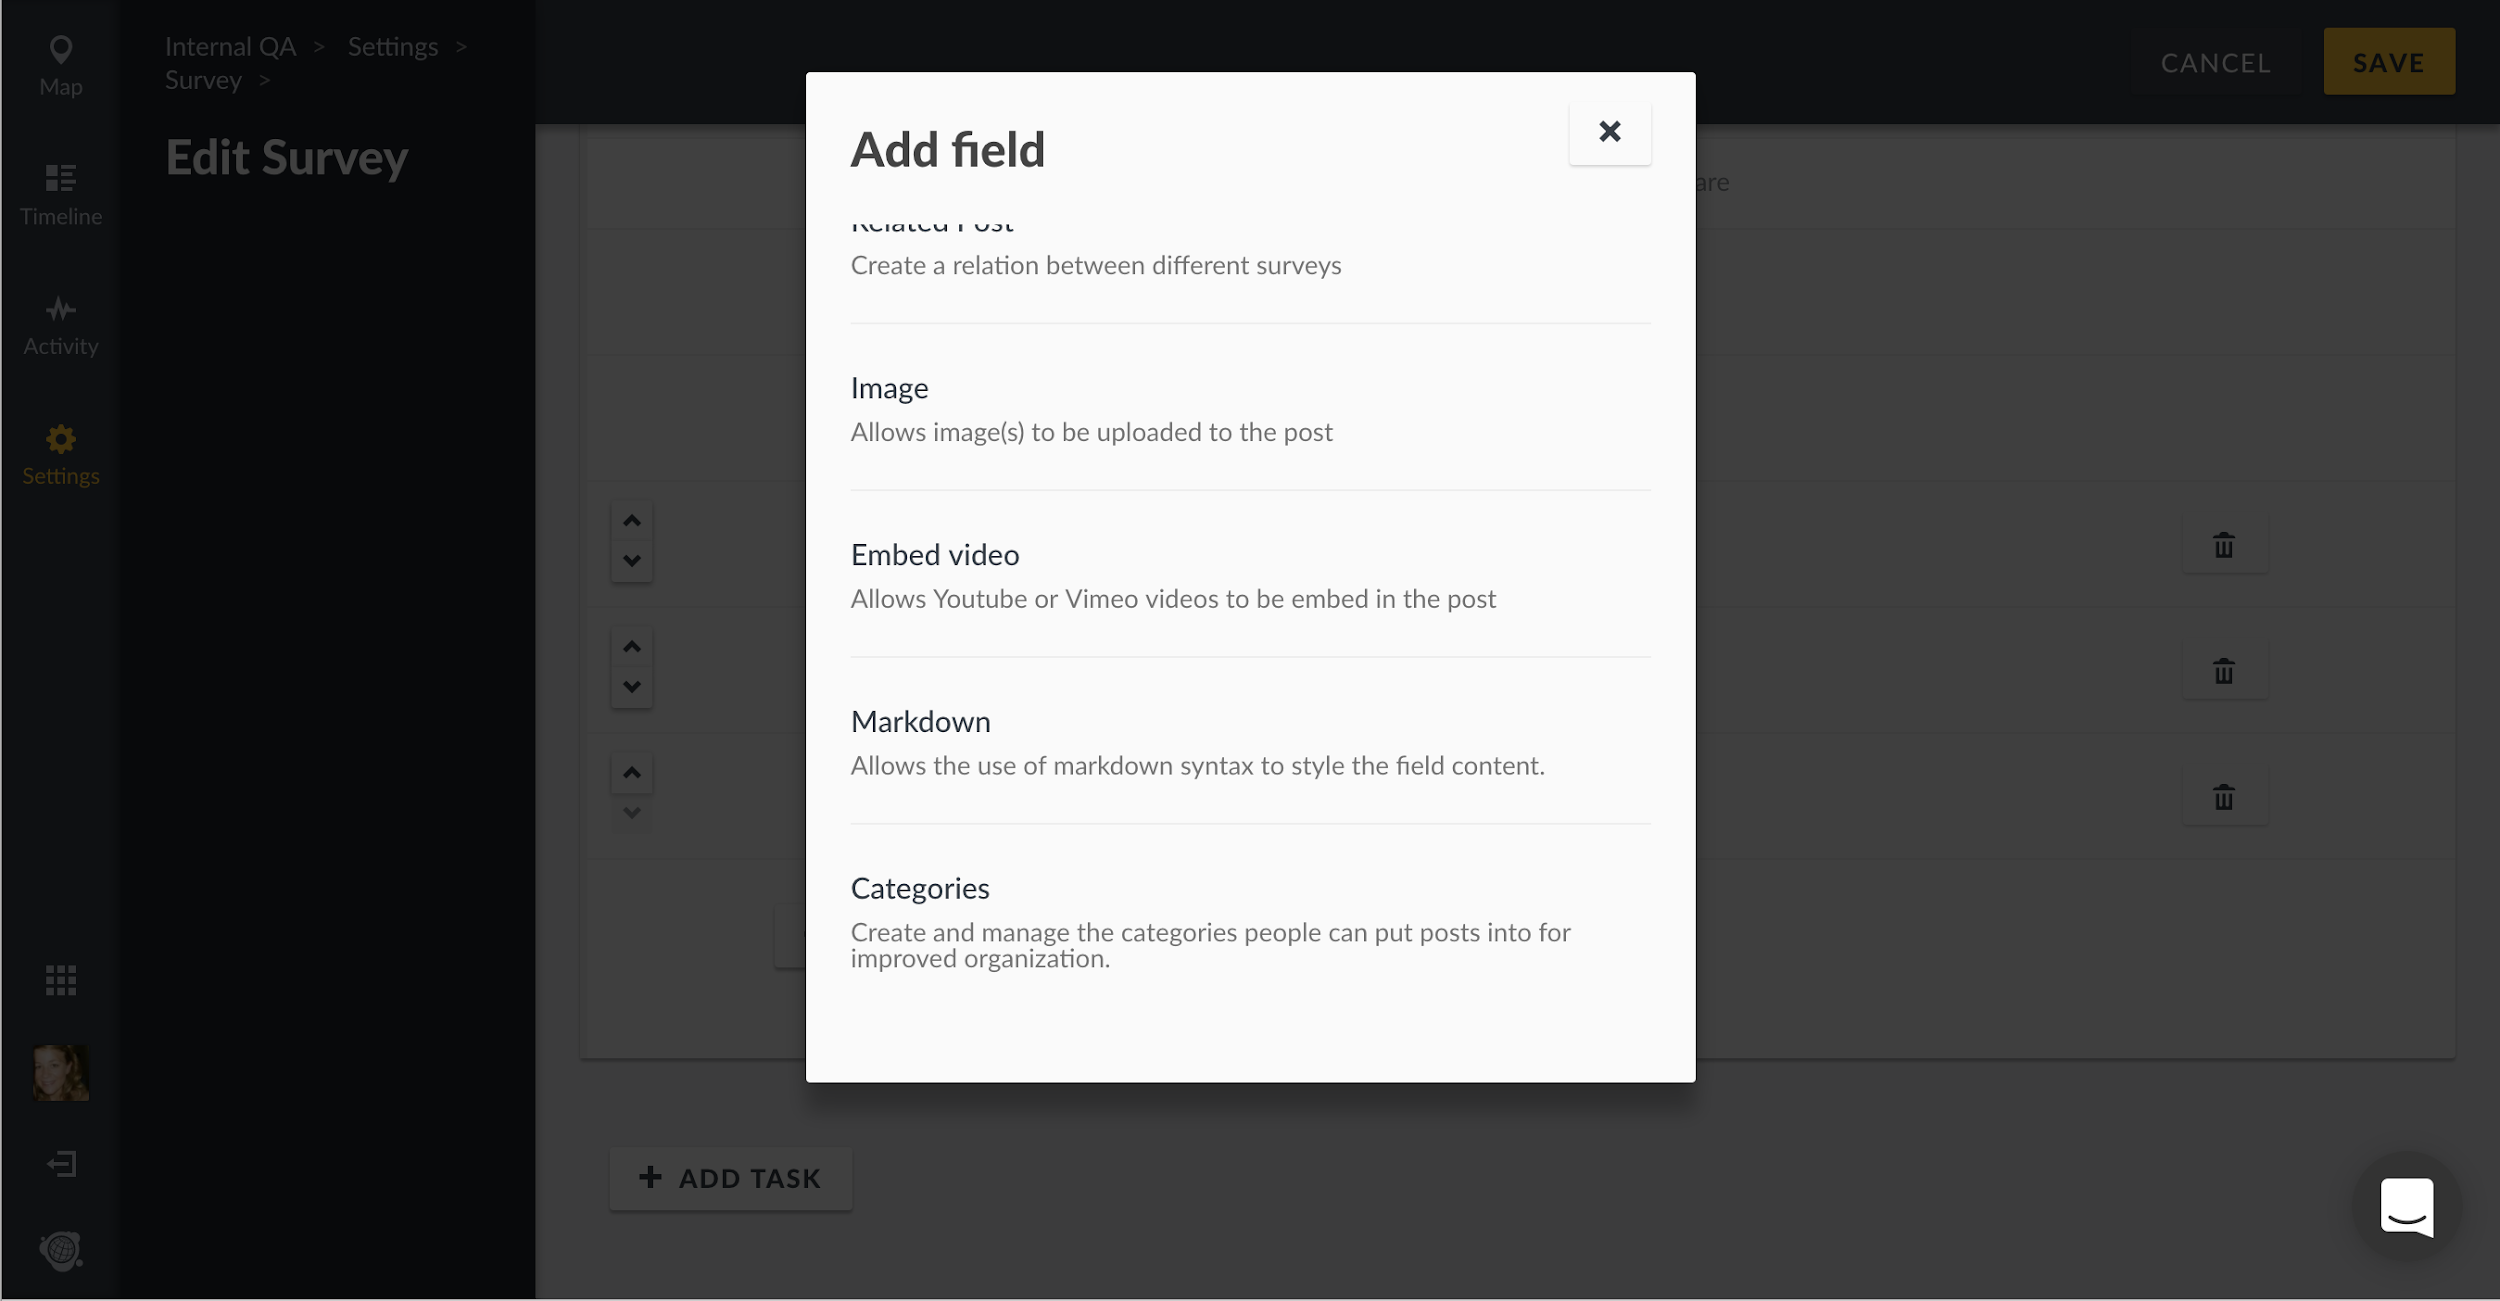 Map
Timeline
Activity
Settings
Internal QA > Settings >
Survey >
Edit Survey
CANCEL
SAVE
are
Add field
Related Post
Create a relation between different surveys
Image
Allows image(s) to be uploaded to the post
Embed video
Allows Youtube or Vimeo videos to be embed in the post
Markdown
Allows the use of markdown syntax to style the field content.
Categories
Create and manage the categories people can put posts into for
improved organization.
+ ADD TASK